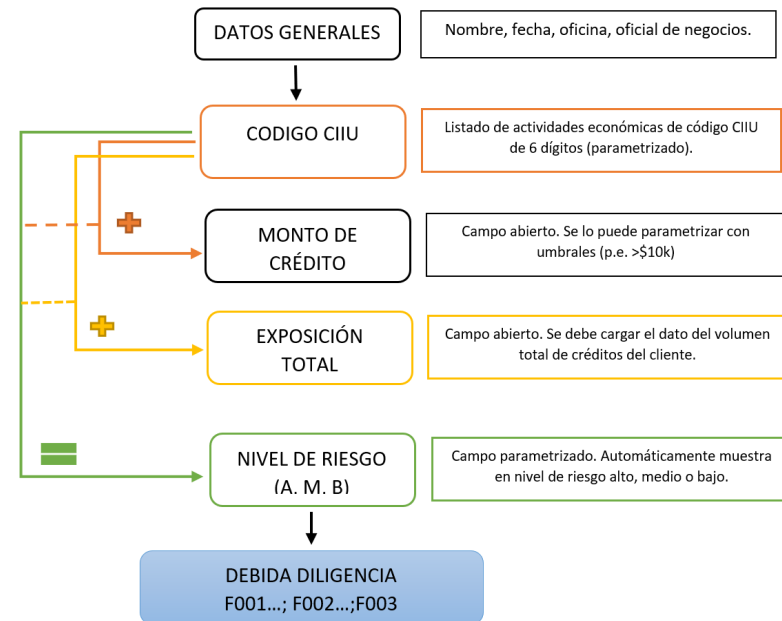 DATOS GENERALES
Nombre, fecha, oficina, oficial de negocios.
CODIGO CIIU
Listado de actividades económicas de código CIIU
de 6 dígitos (parametrizado).
MONTO DE
CRÉDITO
Campo abierto. Se lo puede parametrizar con
umbrales (p.e. >$10k)
EXPOSICIÓN
TOTAL
Campo abierto. Se debe cargar el dato del volumen
total de créditos del cliente.
NIVEL DE RIESGO
(A. M. B)
Campo parametrizado. Automáticamente muestra
en nivel de riesgo alto, medio o bajo.
DEBIDA DILIGENCIA
F001...; F002...;F003